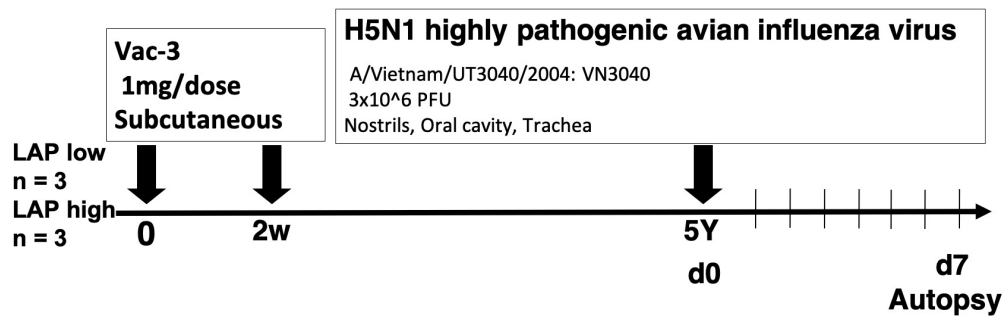 Vac-3
1mg/dose
Subcutaneous
H5N1 highly pathogenic avian influenza virus
A/Vietnam/UT3040/2004: VN3040
3x10^6 PFU
Nostrils, Oral cavity, Trachea
LAP low
n = 3
LAP high
n = 3
0
2w
5Y
d0
d7
Autopsy